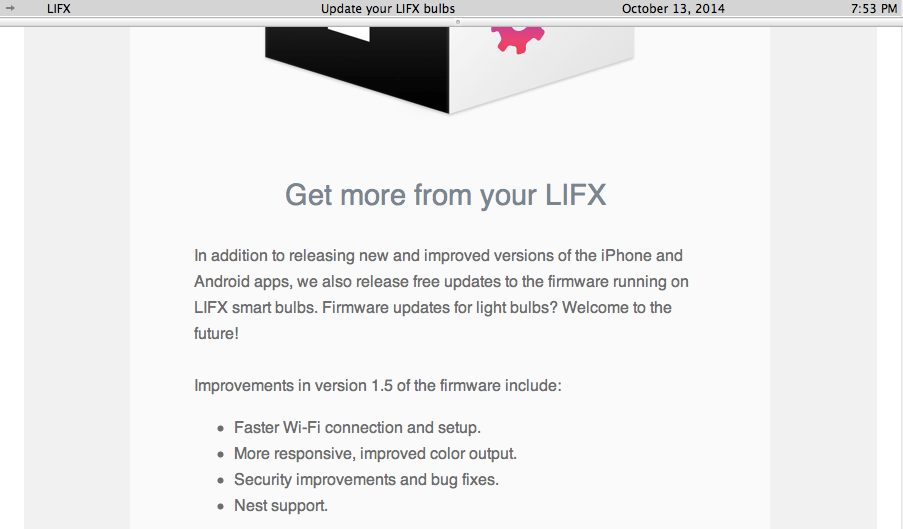 LIFX Update your LIFX bulbs October 13, 2014 7:53 PM
Get more from your LIFX
In addition to releasing new and improved versions of the iPhone and
Android apps, we also release free updates to the firmware running on
LIFX smart bulbs. Firmware updates for light bulbs? Welcome to the
future!
Improvements in version 1.5 of the firmware include:
• Faster Wi-Fi connection and setup.
• More responsive, improved color output.
• Security improvements and bug fixes.
• Nest support.